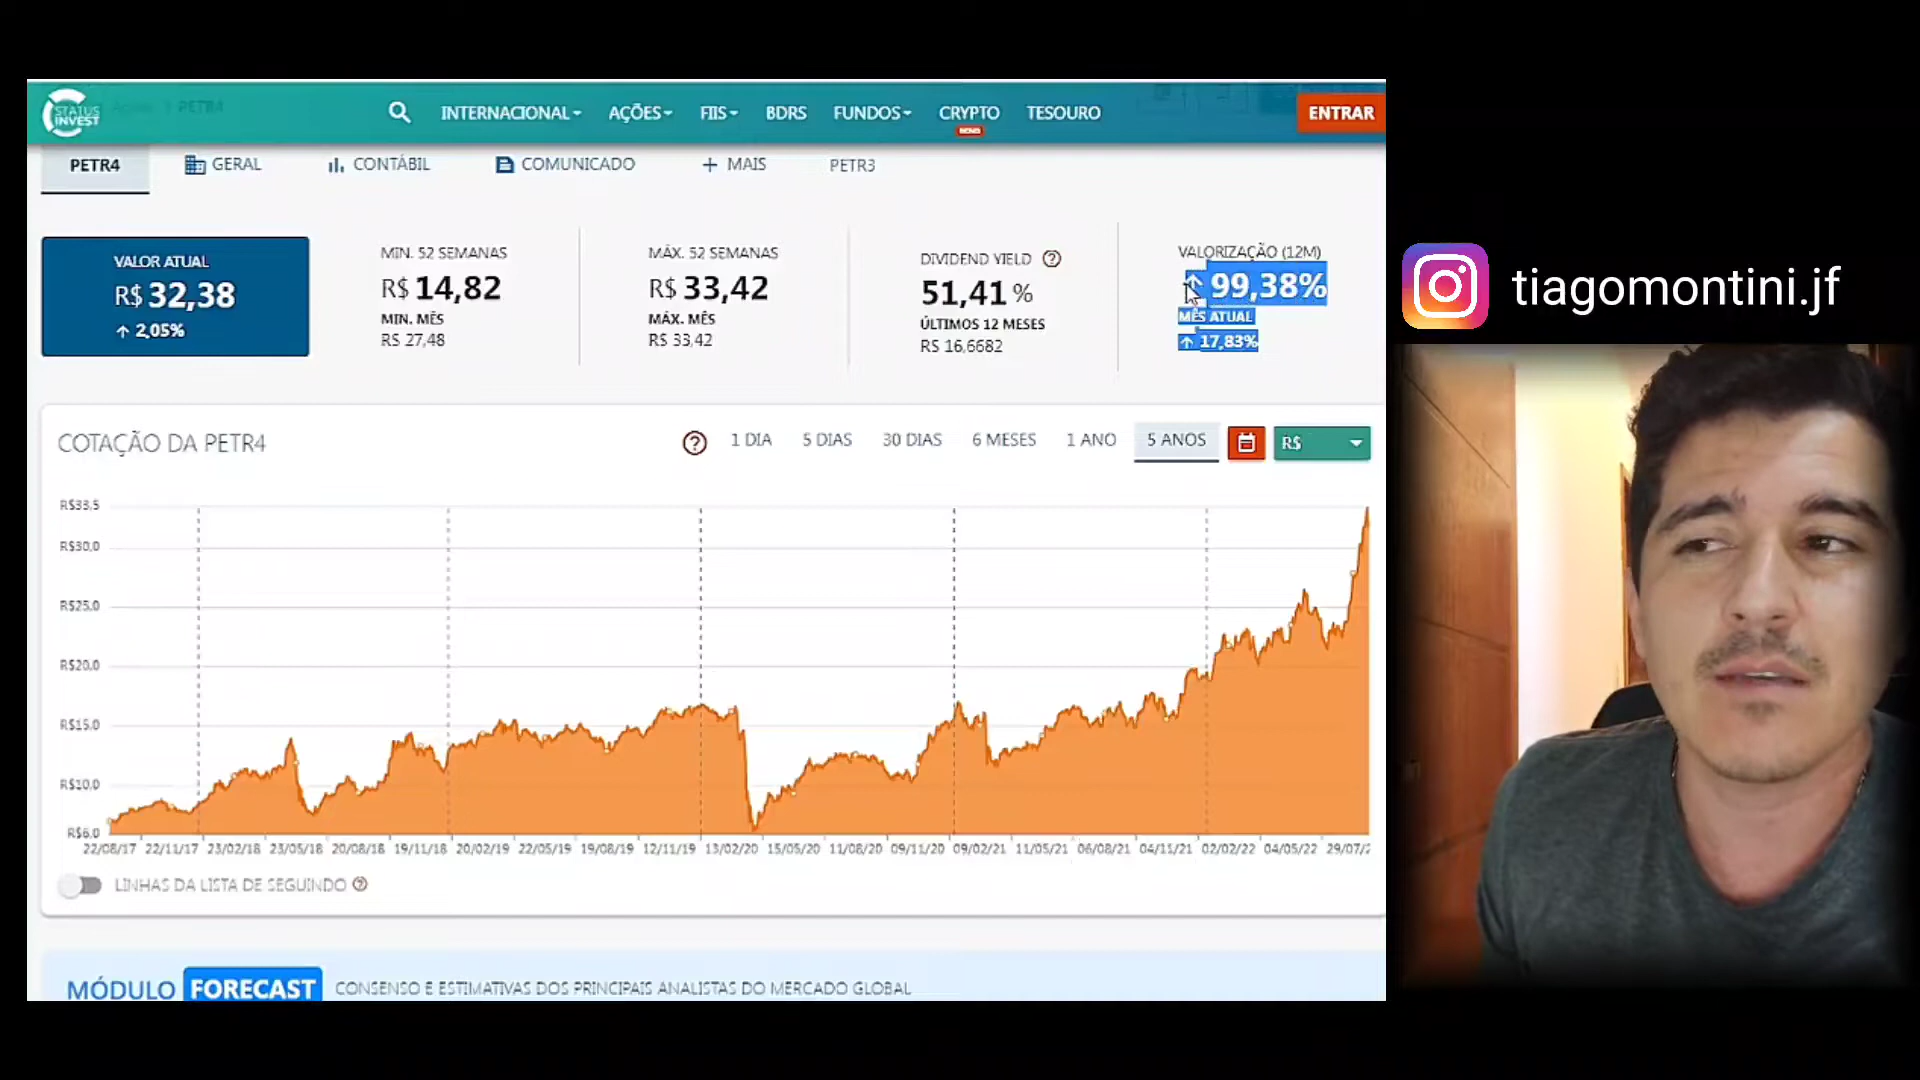 STATUS
INVEST
INTERNACIONAL
AÇÕES
FIIS
BDRS
FUNDOS
CRYPTO
NOVO
TESOURO
ENTRAR
PETR4
GERAL
CONTÁBIL
COMUNICADO
+ MAIS
PETR3
VALOR ATUAL
R$ 32,38
↑ 2,05%
MIN. 52 SEMANAS
R$ 14,82
MIN. MÊS
R$ 27,48
MÁX. 52 SEMANAS
R$ 33,42
MÁX. MÊS
R$ 33,42
DIVIDEND YIELD ?
51,41 %
ÚLTIMOS 12 MESES
R$ 16,6682
VALORIZAÇÃO (12M)
↑ 99,38%
MÊS ATUAL
↑ 17,83%
tiagomontini.jf
COTAÇÃO DA PETR4
?
1 DIA
5 DIAS
30 DIAS
6 MESES
1 ANO
5 ANOS
R$
R$33.5
R$30.0
R$25.0
R$20.0
R$15.0
R$10.0
R$6.0
22/08/17 22/11/17 23/02/18 23/05/18 20/08/18 19/11/18 20/02/19 22/05/19 19/08/19 12/11/19 13/02/20 15/05/20 11/08/20 09/11/20 09/02/21 11/05/21 06/08/21 04/11/21 02/02/22 04/05/22 29/07/2
LINHAS DA LISTA DE SEGUINDO ?
MÓDULO FORECAST CONSENSO E ESTIMATIVAS DOS PRINCIPAIS ANALISTAS DO MERCADO GLOBAL